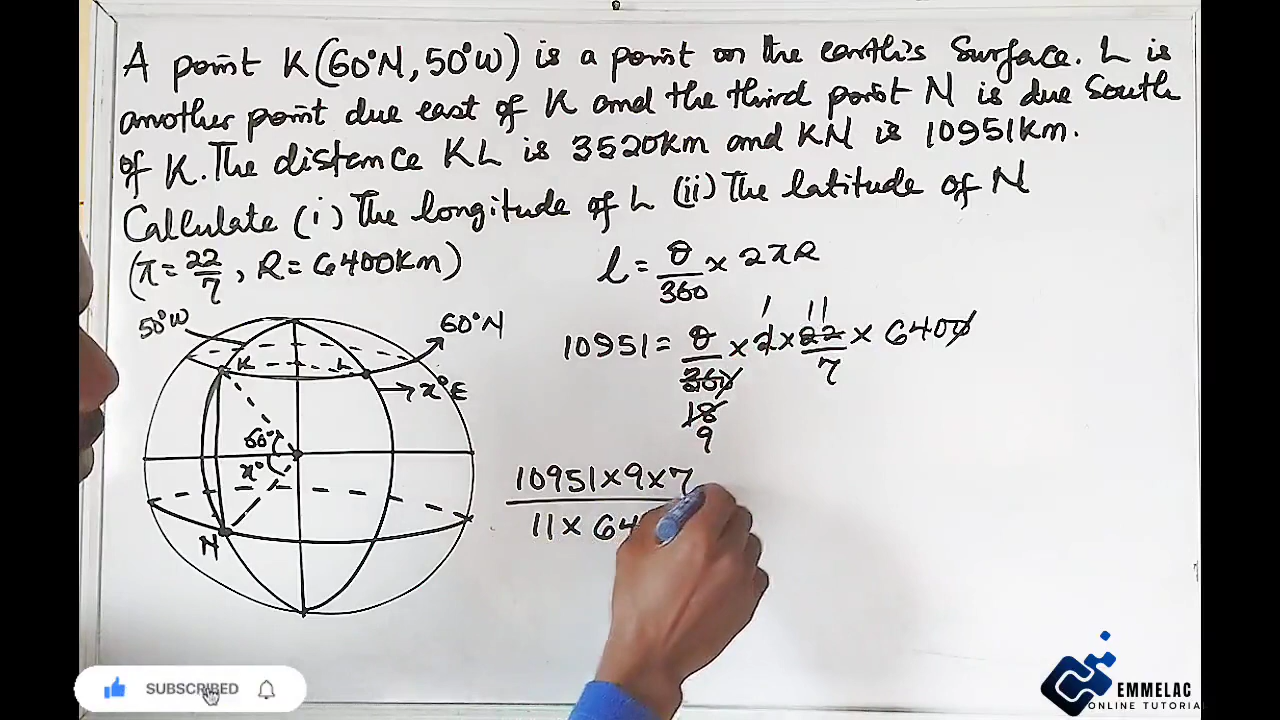 A point K(60°N, 50°W) is a point on the earth's surface. L is
another point due east of K and the third point N is due South
of K. The distance KL is 3520km and KN is 10951km.
Calculate (i) The longitude of L (ii) The latitude of N
(π = 22/7, R = 6400km)
l = θ/360 × 2πR
1 11
10951 = θ/360 × 2 × 22/7 × 6400
18
9
10951 × 9 × 7
11 × 64
50°W
60°N
K
L
x°E
60°
x°
N
SUBSCRIBED
EMMELAC
ONLINE TUTORIA